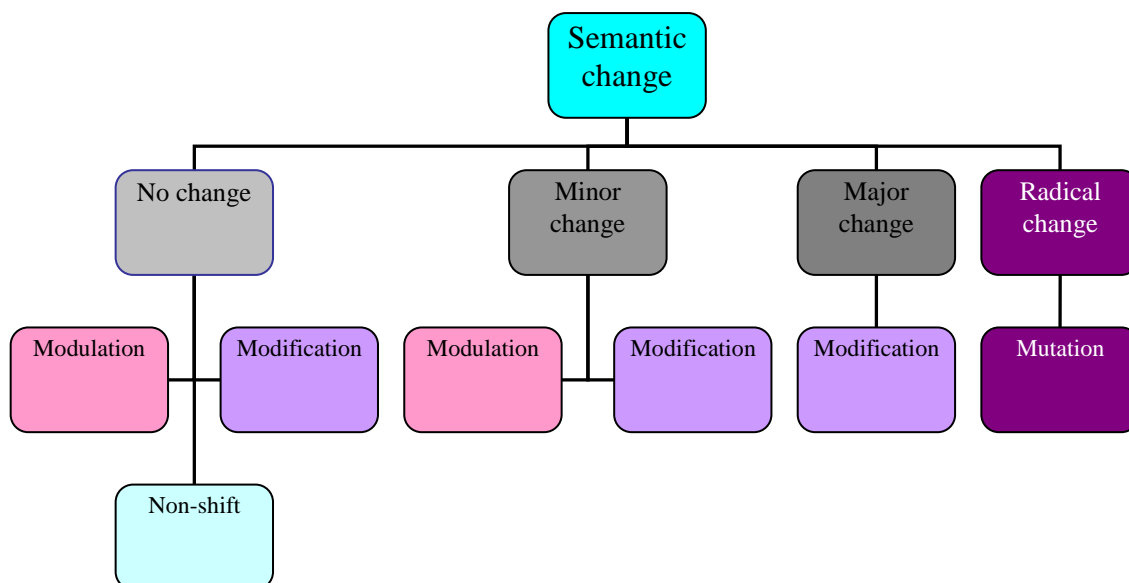 Semantic
change
No change
Minor
change
Major
change
Radical
change
Modulation
Modification
Modulation
Modification
Modification
Mutation
Non-shift